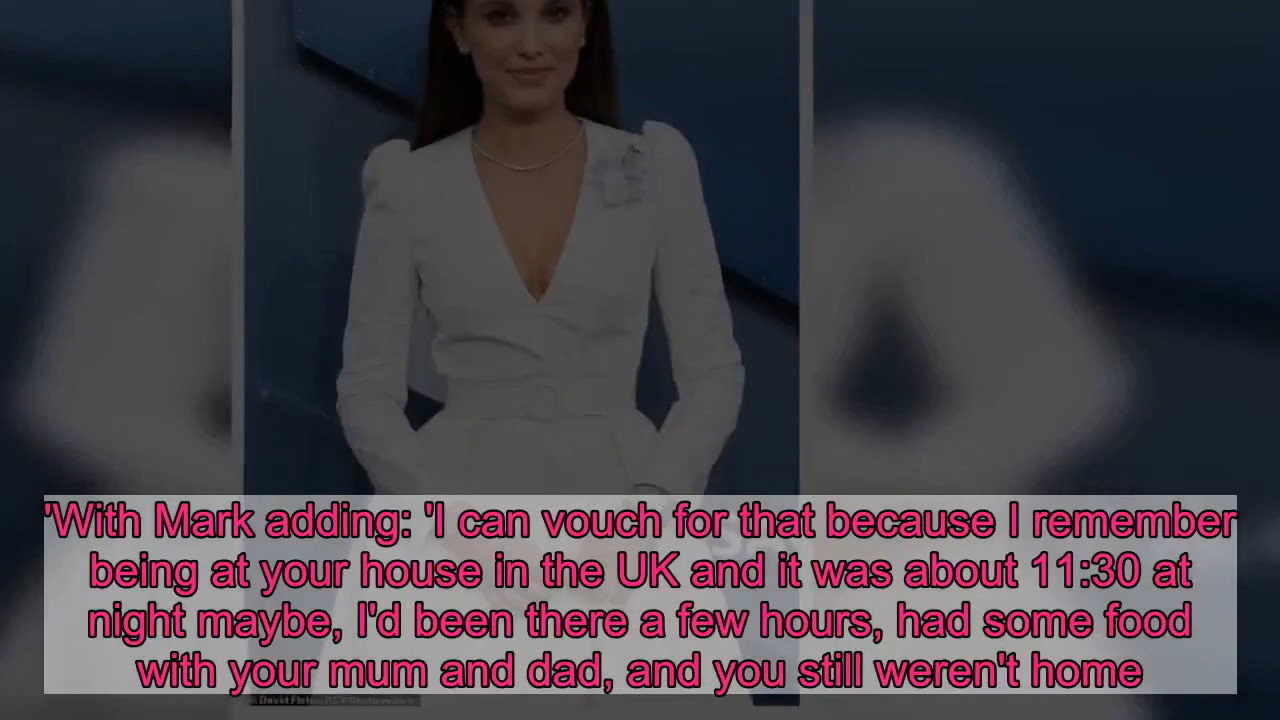 'With Mark adding: 'I can vouch for that because I remember
being at your house in the UK and it was about 11:30 at
night maybe, I'd been there a few hours, had some food
with your mum and dad, and you still weren't home